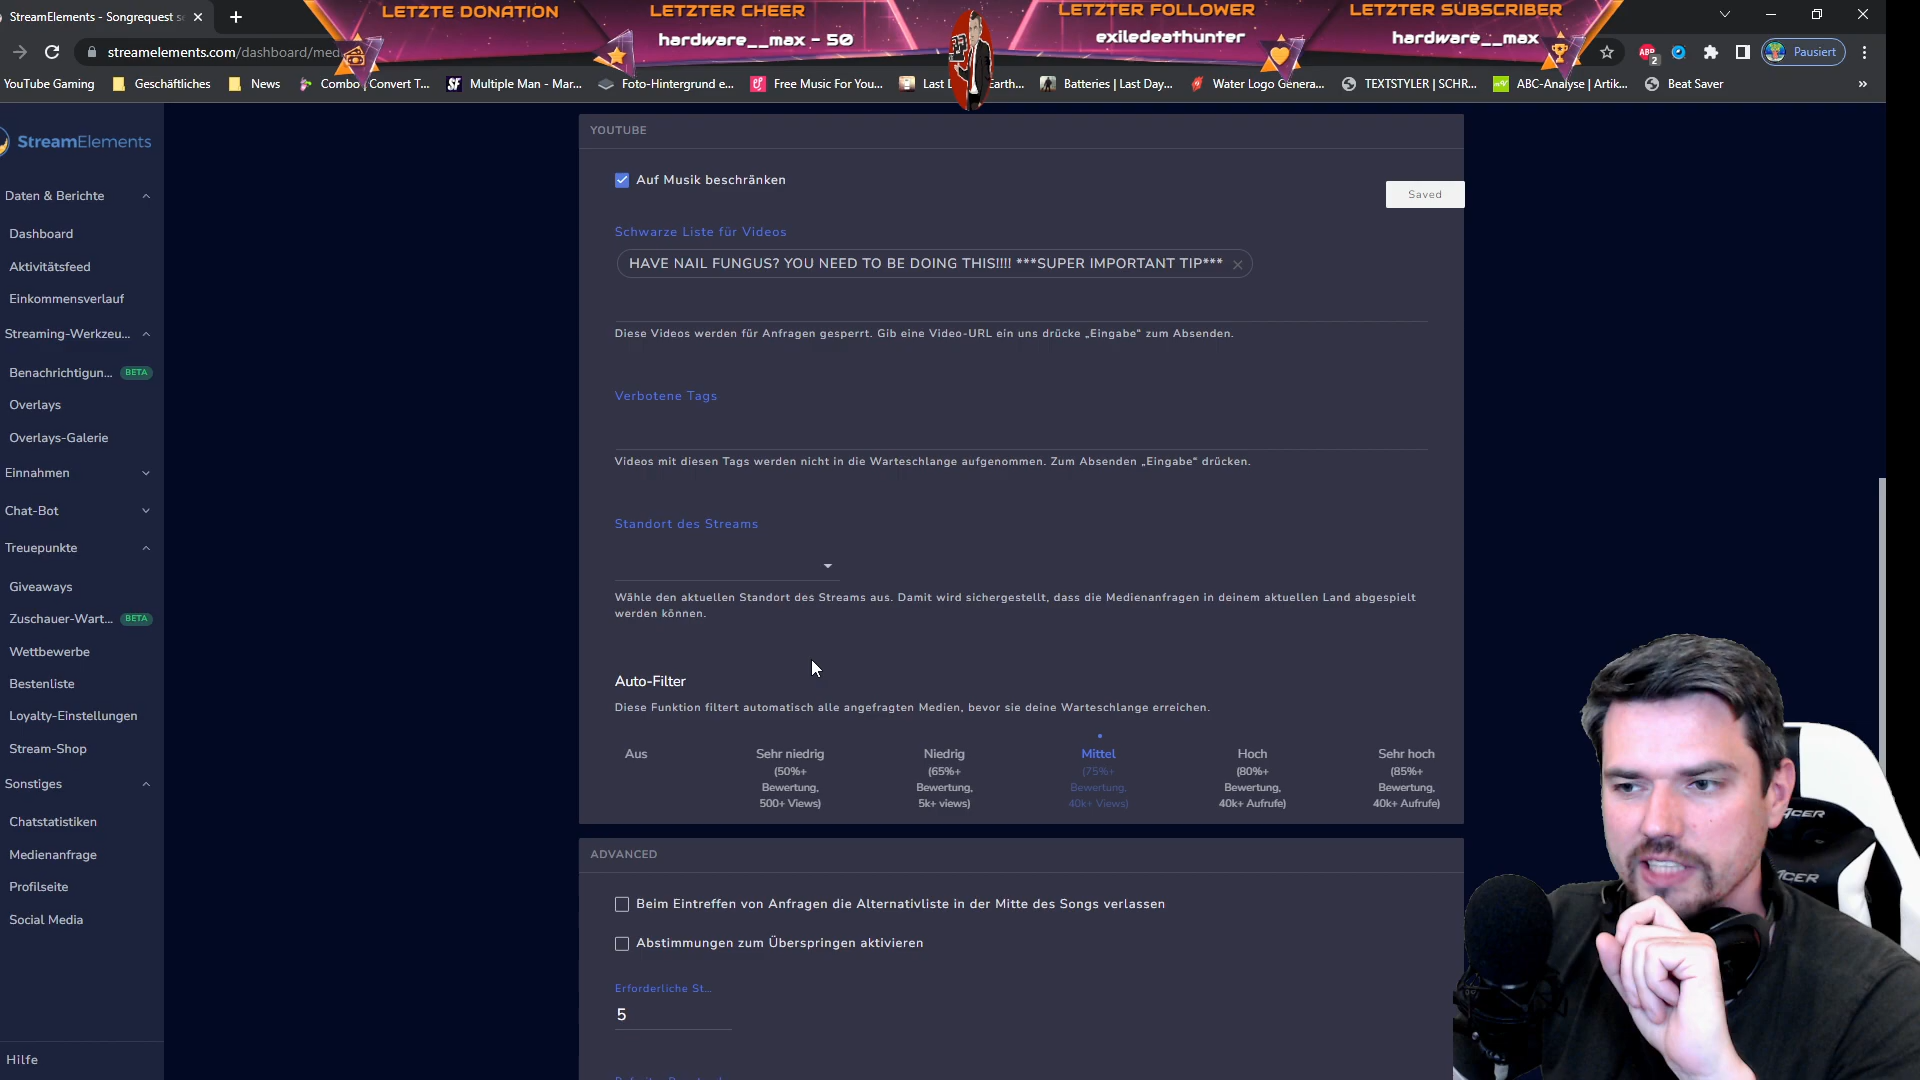 LETZTE DONATION
LETZTER CHEER
hardware__max - 50
LETZTER FOLLOWER
exiledeathunter
LETZTER SUBSCRIBER
hardware__max
StreamElements - Songrequest se
streamelements.com/dashboard/med
ABP
2
Pausiert
YouTube Gaming
Geschäftliches
News
Combo | Convert T...
SF
Multiple Man - Mar...
Foto-Hintergrund e...
Free Music For You...
Last D
Earth...
Batteries | Last Day...
Water Logo Genera...
TEXTSTYLER | SCHR...
ABC-Analyse | Artik...
Beat Saver
»
StreamElements
Daten & Berichte
Dashboard
Aktivitätsfeed
Einkommensverlauf
Streaming-Werkzeu...
Benachrichtigun... BETA
Overlays
Overlays-Galerie
Einnahmen
Chat-Bot
Treuepunkte
Giveaways
Zuschauer-Wart... BETA
Wettbewerbe
Bestenliste
Loyalty-Einstellungen
Stream-Shop
Sonstiges
Chatstatistiken
Medienanfrage
Profilseite
Social Media
Hilfe
YOUTUBE
Auf Musik beschränken
Saved
Schwarze Liste für Videos
HAVE NAIL FUNGUS? YOU NEED TO BE DOING THIS!!!! ***SUPER IMPORTANT TIP***
Diese Videos werden für Anfragen gesperrt. Gib eine Video-URL ein uns drücke „Eingabe“ zum Absenden.
Verbotene Tags
Videos mit diesen Tags werden nicht in die Warteschlange aufgenommen. Zum Absenden „Eingabe“ drücken.
Standort des Streams
Wähle den aktuellen Standort des Streams aus. Damit wird sichergestellt, dass die Medienanfragen in deinem aktuellen Land abgespielt
werden können.
Auto-Filter
Diese Funktion filtert automatisch alle angefragten Medien, bevor sie deine Warteschlange erreichen.
Aus
Sehr niedrig
(50%+
Bewertung,
500+ Views)
Niedrig
(65%+
Bewertung,
5k+ views)
Mittel
(75%+
Bewertung,
40k+ Views)
Hoch
(80%+
Bewertung,
40k+ Aufrufe)
Sehr hoch
(85%+
Bewertung,
40k+ Aufrufe)
ADVANCED
Beim Eintreffen von Anfragen die Alternativliste in der Mitte des Songs verlassen
Abstimmungen zum Überspringen aktivieren
Erforderliche St...
5
ACER
ACER